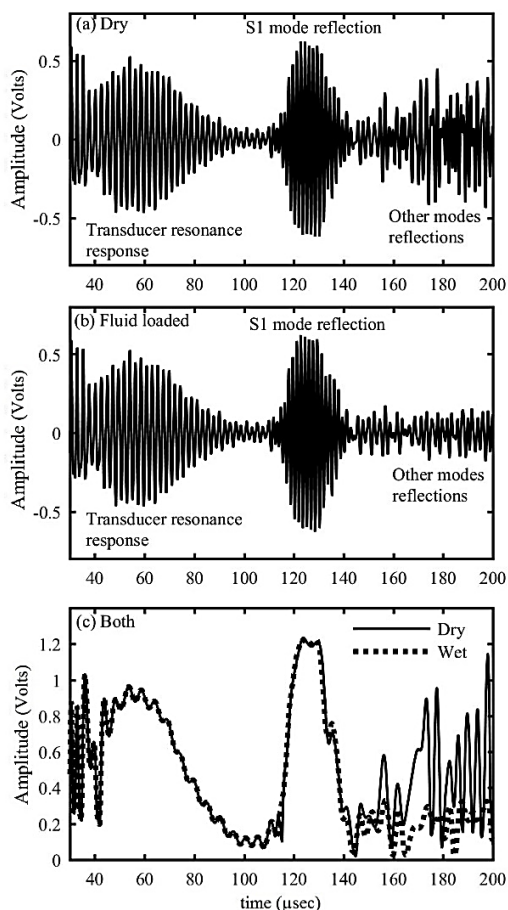 (a) Dry
S1 mode reflection
Amplitude (Volts)
0.5
0
-0.5
Transducer resonance
response
Other modes
reflections
40 60 80 100 120 140 160 180 200
(b) Fluid loaded
S1 mode reflection
Amplitude (Volts)
0.5
0
-0.5
Transducer resonance
response
Other modes
reflections
40 60 80 100 120 140 160 180 200
(c) Both
Dry
Wet
Amplitude (Volts)
1.2
1
0.8
0.6
0.4
0.2
0
40 60 80 100 120 140 160 180 200
time (μsec)